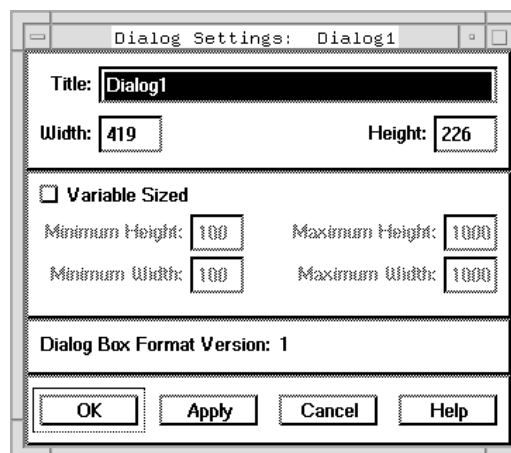 Dialog Settings: Dialog1
Title: Dialog1
Width: 419 Height: 226
Variable Sized
Minimum Height: 100 Maximum Height: 1000
Minimum Width: 100 Maximum Width: 1000
Dialog Box Format Version: 1
OK Apply Cancel Help